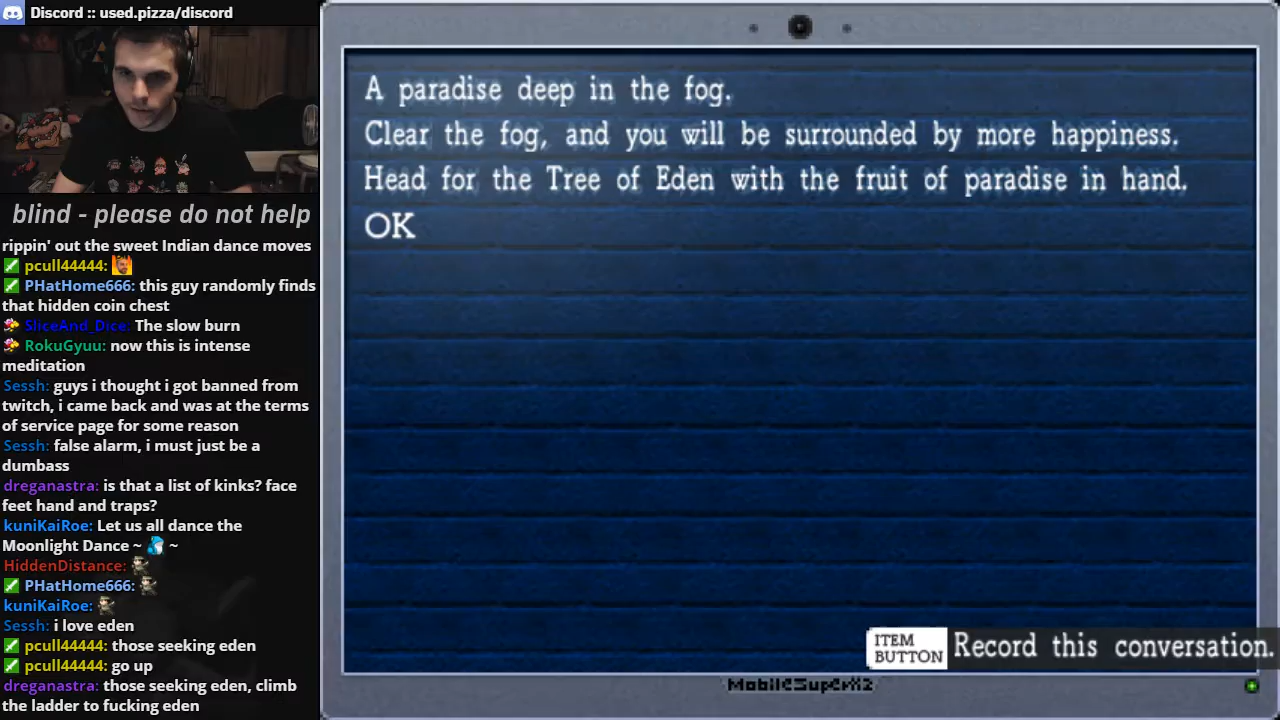 Discord :: used.pizza/discord
blind - please do not help
rippin' out the sweet Indian dance moves
pcull44444:
PHatHome666: this guy randomly finds
that hidden coin chest
SliceAnd_Dice: The slow burn
RokuGyuu: now this is intense
meditation
Sessh: guys i thought i got banned from
twitch, i came back and was at the terms
of service page for some reason
Sessh: false alarm, i must just be a
dumbass
dreganastra: is that a list of kinks? face
feet hand and traps?
kuniKaiRoe: Let us all dance the
Moonlight Dance ~ ~
HiddenDistance:
PHatHome666:
kuniKaiRoe:
Sessh: i love eden
pcull44444: those seeking eden
pcull44444: go up
dreganastra: those seeking eden, climb
the ladder to fucking eden
A paradise deep in the fog.
Clear the fog, and you will be surrounded by more happiness.
Head for the Tree of Eden with the fruit of paradise in hand.
OK
ITEM
BUTTON
Record this conversation.
MobileSuperX2